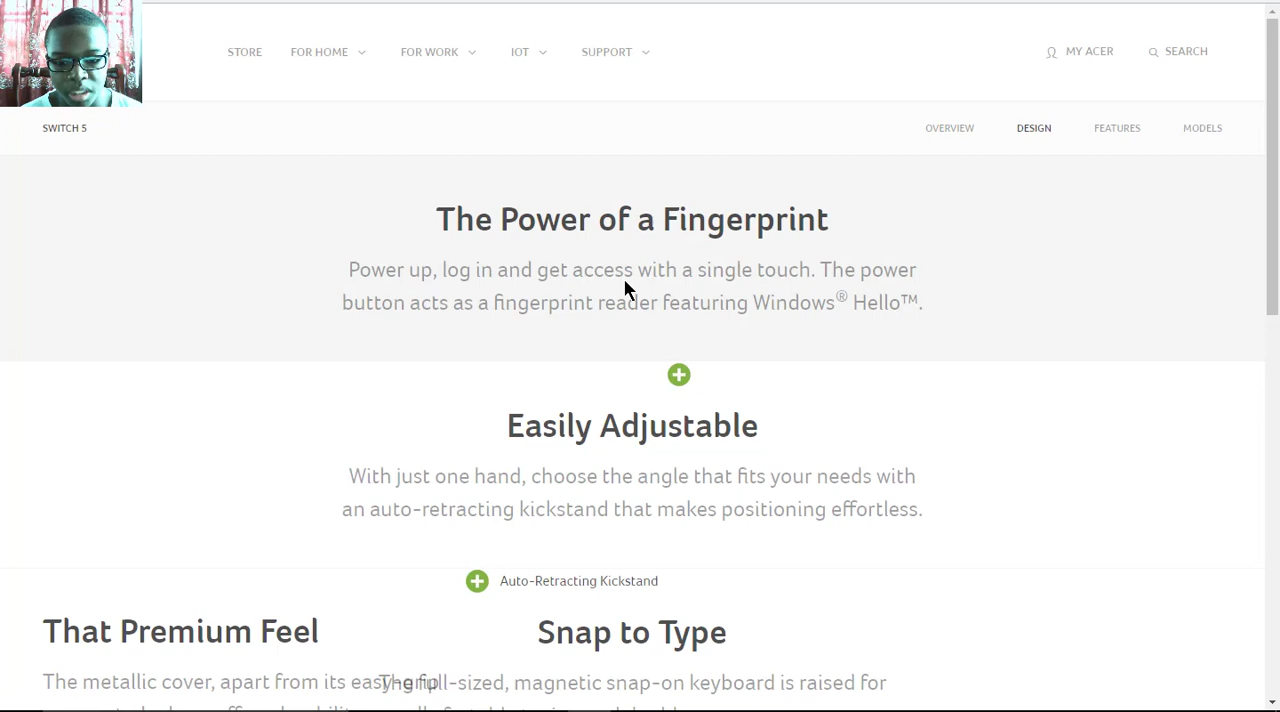 STORE FOR HOME FOR WORK IOT SUPPORT MY ACER SEARCH
SWITCH 5 OVERVIEW DESIGN FEATURES MODELS
The Power of a Fingerprint
Power up, log in and get access with a single touch. The power
button acts as a fingerprint reader featuring Windows® Hello™.
Easily Adjustable
With just one hand, choose the angle that fits your needs with
an auto-retracting kickstand that makes positioning effortless.
Auto-Retracting Kickstand
That Premium Feel
Snap to Type
The metallic cover, apart from its easy-grip
The full-sized, magnetic snap-on keyboard is raised for